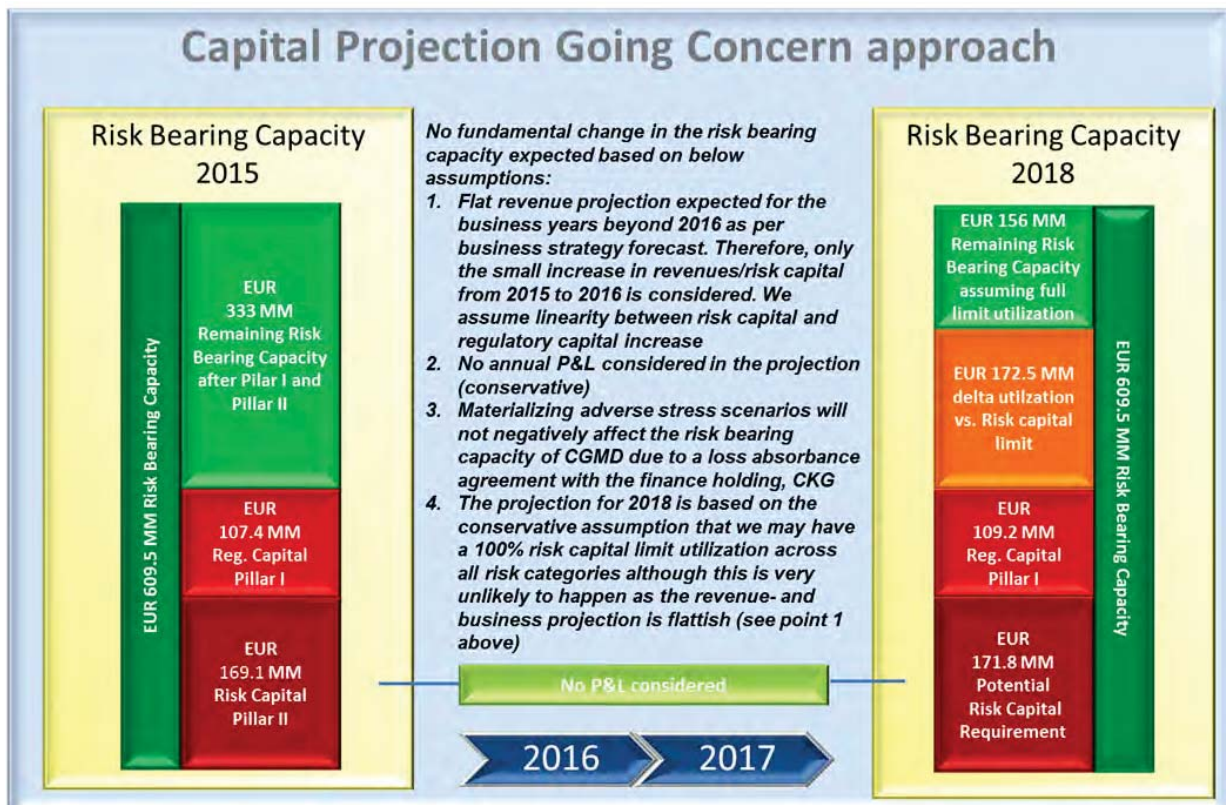 Capital Projection Going Concern approach
Risk Bearing Capacity
2015
EUR 609.5 MM Risk Bearing Capacity
EUR
333 MM
Remaining Risk
Bearing Capacity
after Pilar I and
Pillar II
EUR
107.4 MM
Reg. Capital
Pillar I
EUR
169.1 MM
Risk Capital
Pillar II
No fundamental change in the risk bearing
capacity expected based on below
assumptions:
1. Flat revenue projection expected for the
business years beyond 2016 as per
business strategy forecast. Therefore, only
the small increase in revenues/risk capital
from 2015 to 2016 is considered. We
assume linearity between risk capital and
regulatory capital increase
2. No annual P&L considered in the projection
(conservative)
3. Materializing adverse stress scenarios will
not negatively affect the risk bearing
capacity of CGMD due to a loss absorbance
agreement with the finance holding, CKG
4. The projection for 2018 is based on the
conservative assumption that we may have
a 100% risk capital limit utilization across
all risk categories although this is very
unlikely to happen as the revenue- and
business projection is flattish (see point 1
above)
No P&L considered
2016
2017
Risk Bearing Capacity
2018
EUR 156 MM
Remaining Risk
Bearing Capacity
assuming full
limit utilization
EUR 172.5 MM
delta utilzation
vs. Risk capital
limit
EUR
109.2 MM
Reg. Capital
Pillar I
EUR
171.8 MM
Potential
Risk Capital
Requirement
EUR 609.5 MM Risk Bearing Capacity